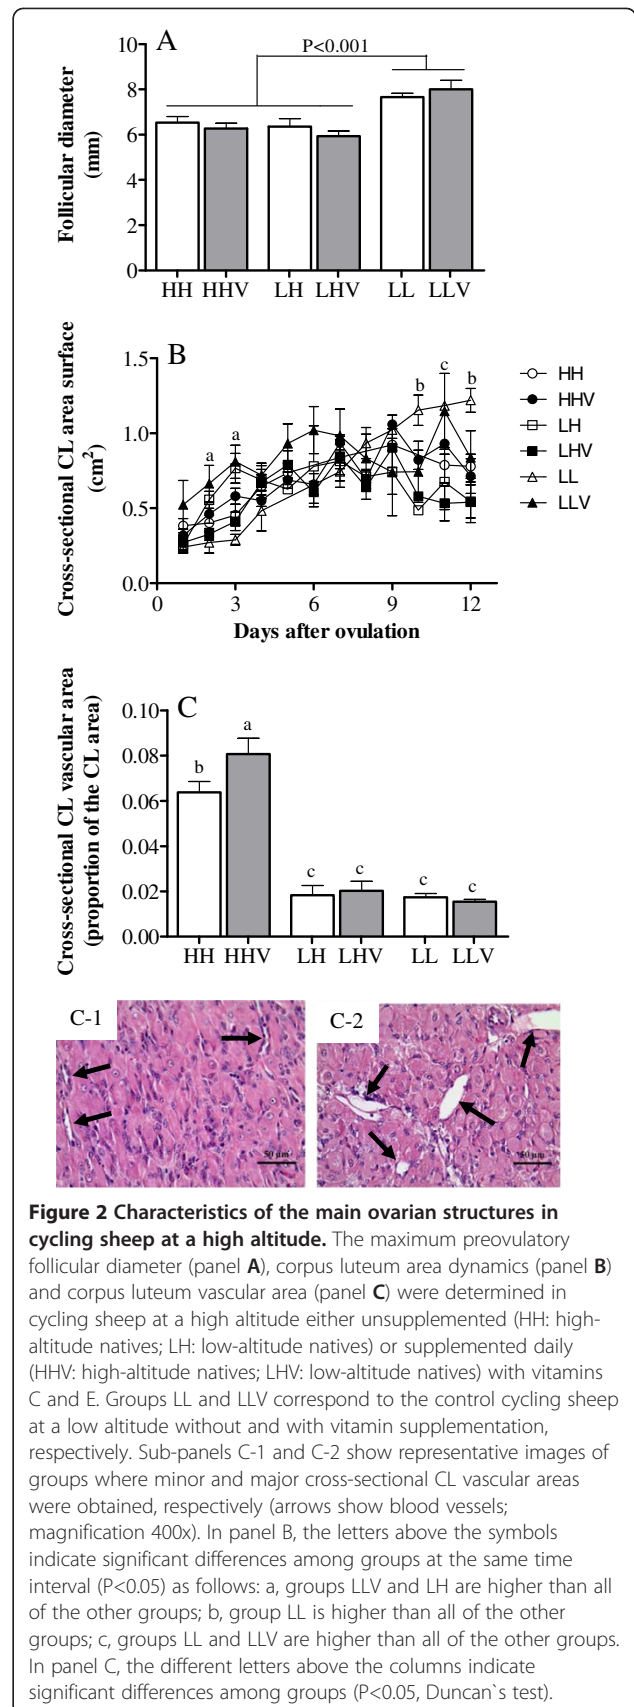 A
P<0.001
Follicular diameter
(mm)
10
8
6
4
2
0
HH HHV LH LHV LL LLV
B
Cross-sectional CL area surface
(cm2)
1.5
1.0
0.5
0.0
a a b c b
0 3 6 9 12
Days after ovulation
HH
HHV
LH
LHV
LL
LLV
C
Cross-sectional CL vascular area
(proportion of the CL area)
0.10
0.08
0.06
0.04
0.02
0.00
b a c c c c
HH HHV LH LHV LL LLV
C-1
50 µm
C-2
50 µm
Figure 2 Characteristics of the main ovarian structures in
cycling sheep at a high altitude. The maximum preovulatory
follicular diameter (panel A), corpus luteum area dynamics (panel B)
and corpus luteum vascular area (panel C) were determined in
cycling sheep at a high altitude either unsupplemented (HH: high-
altitude natives; LH: low-altitude natives) or supplemented daily
(HHV: high-altitude natives; LHV: low-altitude natives) with vitamins
C and E. Groups LL and LLV correspond to the control cycling sheep
at a low altitude without and with vitamin supplementation,
respectively. Sub-panels C-1 and C-2 show representative images of
groups where minor and major cross-sectional CL vascular areas
were obtained, respectively (arrows show blood vessels;
magnification 400x). In panel B, the letters above the symbols
indicate significant differences among groups at the same time
interval (P<0.05) as follows: a, groups LLV and LH are higher than all
of the other groups; b, group LL is higher than all of the other
groups; c, groups LL and LLV are higher than all of the other groups.
In panel C, the different letters above the columns indicate
significant differences among groups (P<0.05, Duncan`s test).